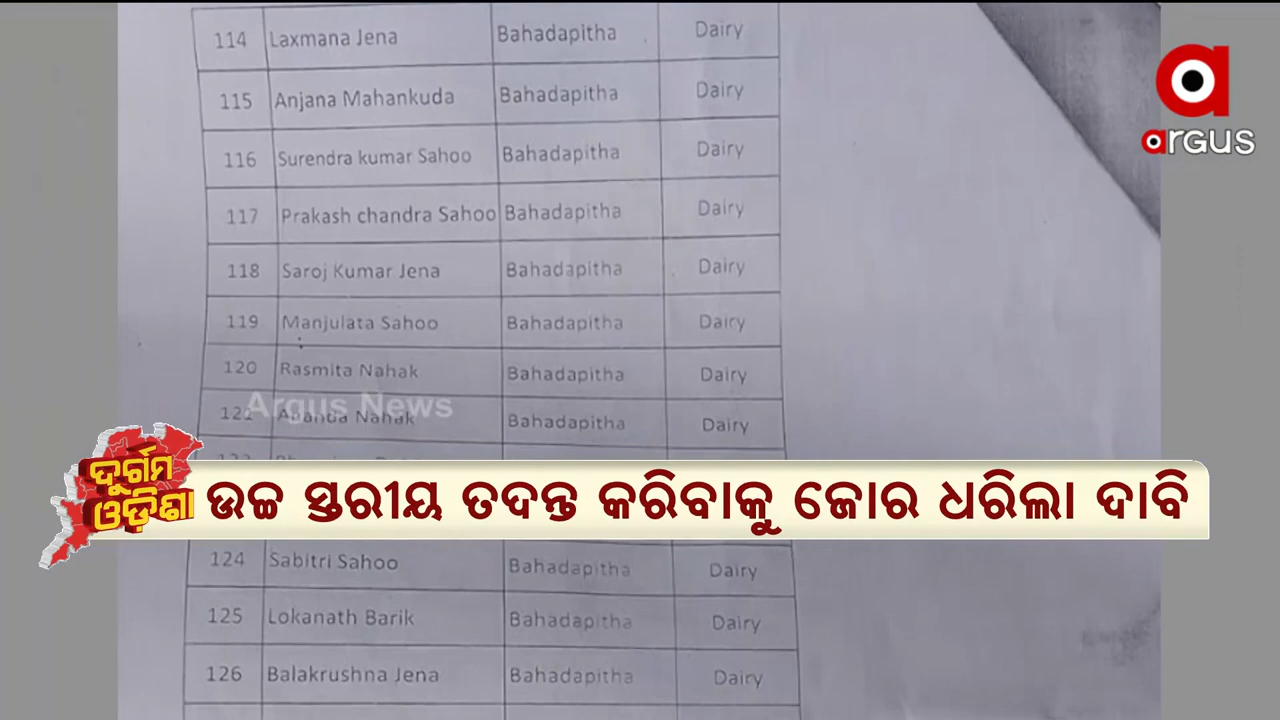 114 Laxmana Jena Bahadapitha Dairy
115 Anjana Mahankuda Bahadapitha Dairy
116 Surendra kumar Sahoo Bahadapitha Dairy
117 Prakash chandra Sahoo Bahadapitha Dairy
118 Saroj Kumar Jena Bahadapitha Dairy
119 Manjulata Sahoo Bahadapitha Dairy
120 Rasmita Nahak Bahadapitha Dairy
Nahak Bahadapitha Dairy
124 Sabitri Sahoo Bahadapitha Dairy
125 Lokanath Barik Bahadapitha Dairy
126 Balakrushna Jena Bahadapitha Dairy
argus
Argus News
ଦୁର୍ଗମ
ଓଡ଼ିଶା
ଉଚ୍ଚ ସ୍ତରୀୟ ତଦନ୍ତ କରିବାକୁ ଜୋର ଧରିଲା ଦାବି